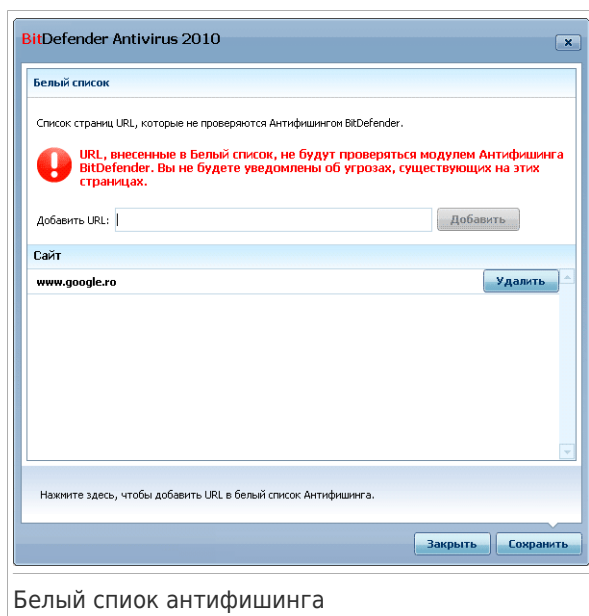 BitDefender Antivirus 2010
Белый список
Список страниц URL, которые не проверяются Антифишингом BitDefender.
URL, внесенные в Белый список, не будут проверяться модулем Антифишинга
BitDefender. Вы не будете уведомлены об угрозах, существующих на этих
страницах.
Добавить URL:
Добавить
Сайт
www.google.ro
Удалить
Нажмите здесь, чтобы добавить URL в белый список Антифишинга.
Закрыть
Сохранить
Белый спиок антифишинга